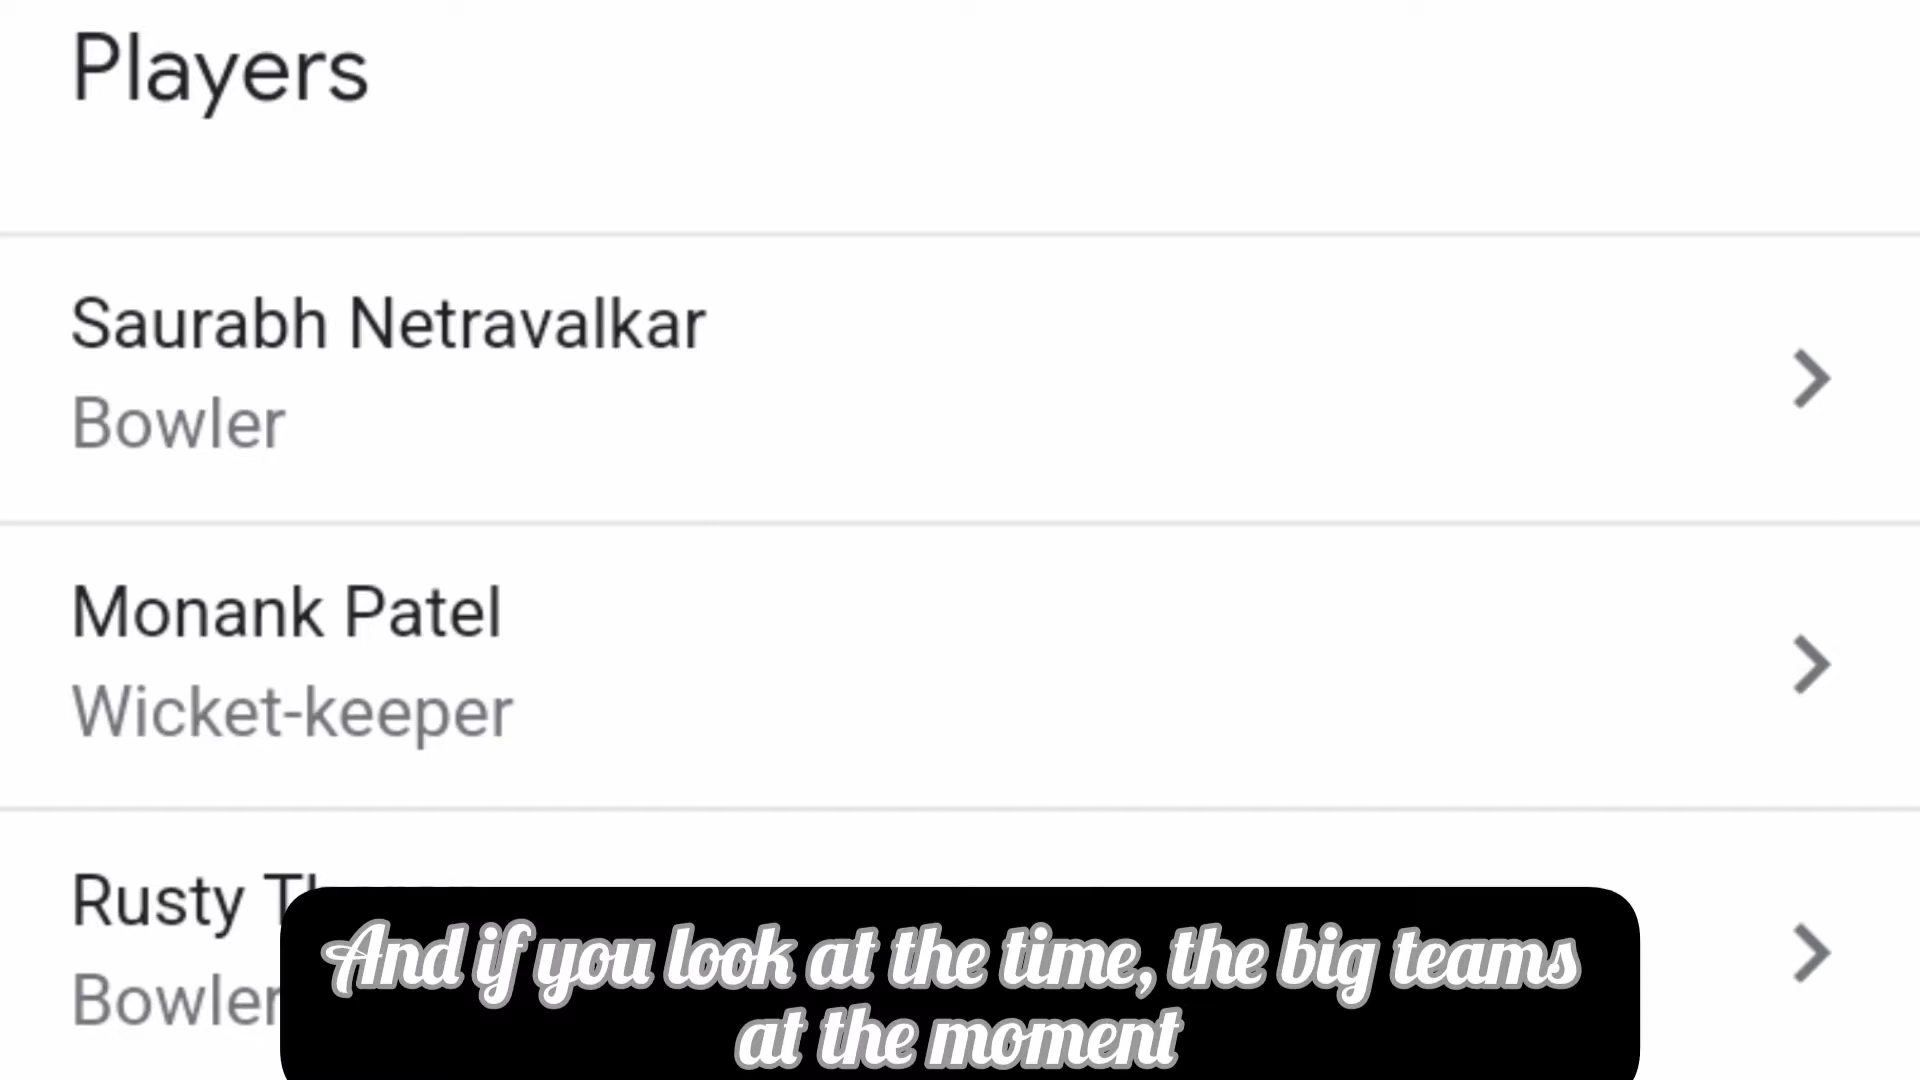 Players
Saurabh Netravalkar
Bowler
Monank Patel
Wicket-keeper
Rusty
Bowler
And if you look at the time, the big teams
at the moment